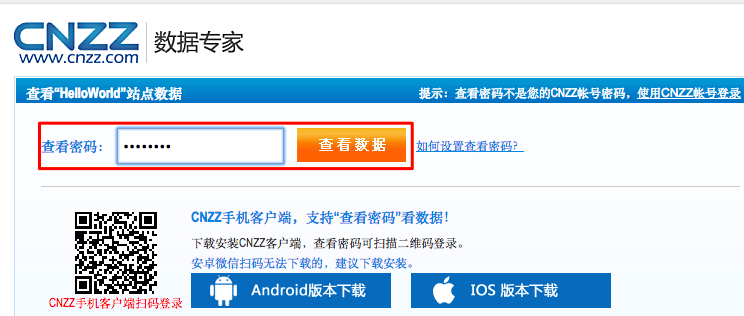 CNZZ 数据专家
www.cnzz.com
查看“HelloWorld”站点数据 提示：查看密码不是您的CNZZ帐号密码，使用CNZZ帐号登录
查看密码： •••••••• 查看数据 如何设置查看密码？
CNZZ手机客户端，支持“查看密码”看数据！
下载安装CNZZ客户端，查看密码可扫描二维码登录。
安卓微信扫码无法下载的，建议下载安装。
Android版本下载 IOS 版本下载
CNZZ手机客户端扫码登录